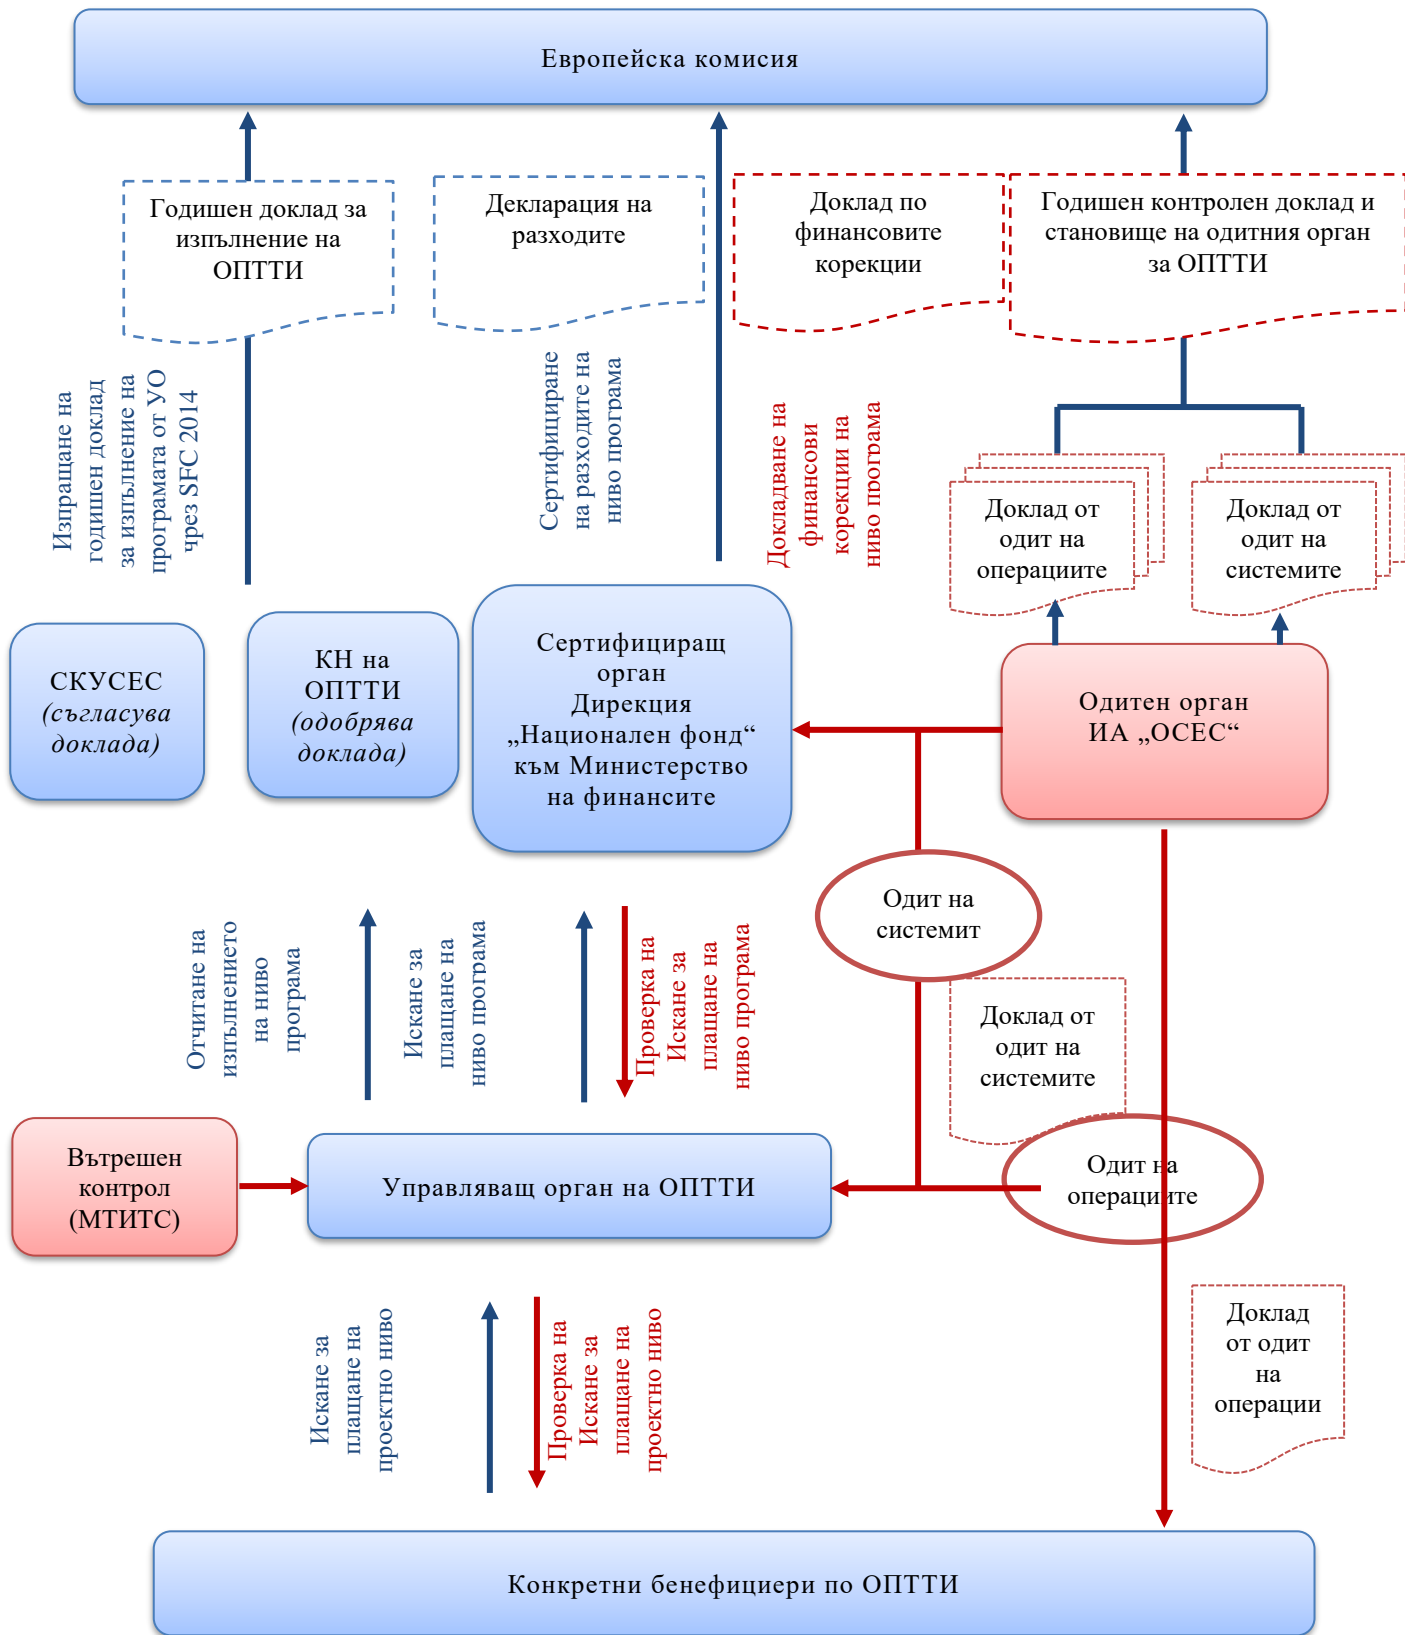 Европейска комисия
Годишен доклад за
изпълнение на
ОПТТИ
Декларация на
разходите
Доклад по
финансовите
корекции
Годишен контролен доклад и
становище на одитния орган
за ОПТТИ
Изпращане на
годишен доклад
за изпълнение на
програмата от УО
чрез SFC 2014
Сертифициране
на разходите на
ниво програма
Докладване на
финансови
корекции на
ниво програма
Доклад от
одит на
операциите
Доклад от
одит на
системите
СКУСЕС
(съгласува
доклада)
КН на
ОПТТИ
(одобрява
доклада)
Сертифициращ
орган
Дирекция
„Национален фонд“
към Министерство
на финансите
Одитен орган
ИА „ОСЕС“
Отчитане на
изпълнението
на ниво
програма
Искане за
плащане на
ниво програма
Проверка на
Искане за
плащане на
ниво програма
Одит на
системит
Доклад от
одит на
системите
Вътрешен
контрол
(МТИТС)
Управляващ орган на ОПТТИ
Одит на
операциите
Искане за
плащане на
проектно ниво
Проверка на
Искане за
плащане на
проектно ниво
Доклад
от одит
на
операции
Конкретни бенефициери по ОПТТИ